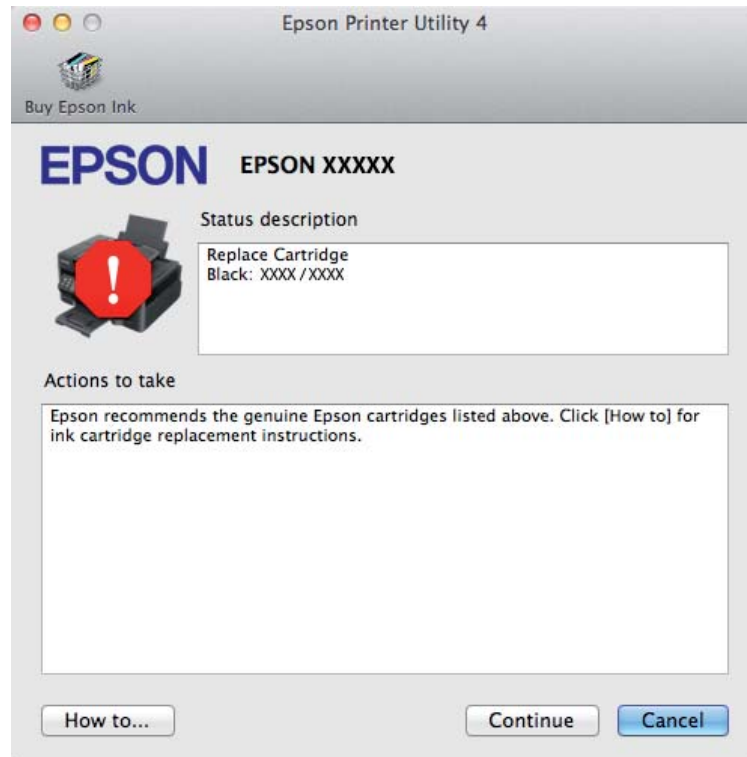 Epson Printer Utility 4
Buy Epson Ink
EPSON EPSON XXXXX
Status description
Replace Cartridge
Black: XXXX / XXXX
Actions to take
Epson recommends the genuine Epson cartridges listed above. Click [How to] for
ink cartridge replacement instructions.
How to... Continue Cancel